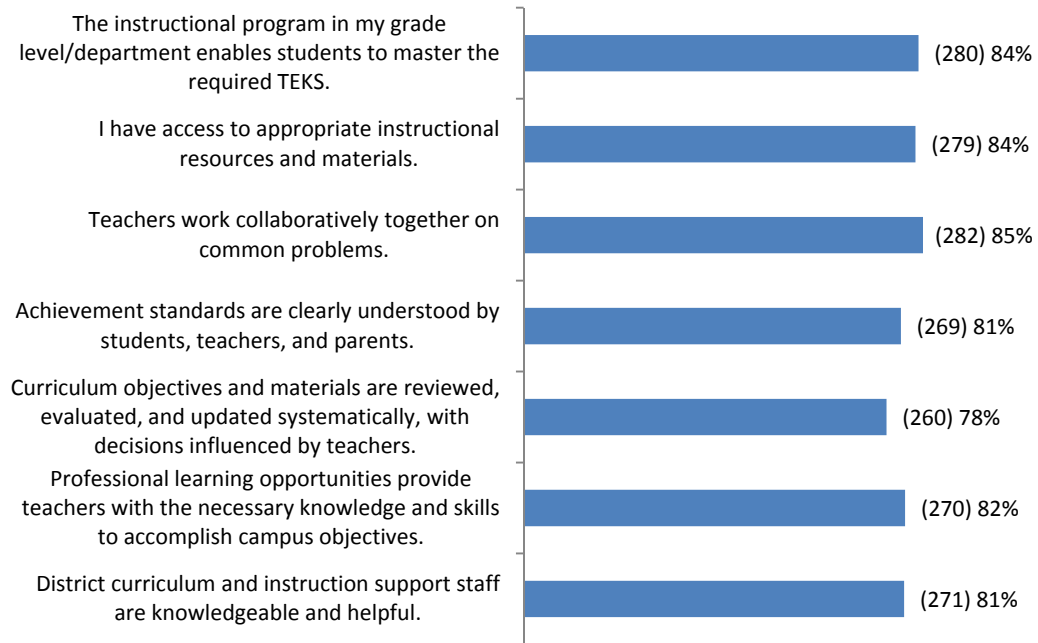 The instructional program in my grade
level/department enables students to master the
required TEKS.
(280) 84%
I have access to appropriate instructional
resources and materials.
(279) 84%
Teachers work collaboratively together on
common problems.
(282) 85%
Achievement standards are clearly understood by
students, teachers, and parents.
(269) 81%
Curriculum objectives and materials are reviewed,
evaluated, and updated systematically, with
decisions influenced by teachers.
(260) 78%
Professional learning opportunities provide
teachers with the necessary knowledge and skills
to accomplish campus objectives.
(270) 82%
District curriculum and instruction support staff
are knowledgeable and helpful.
(271) 81%